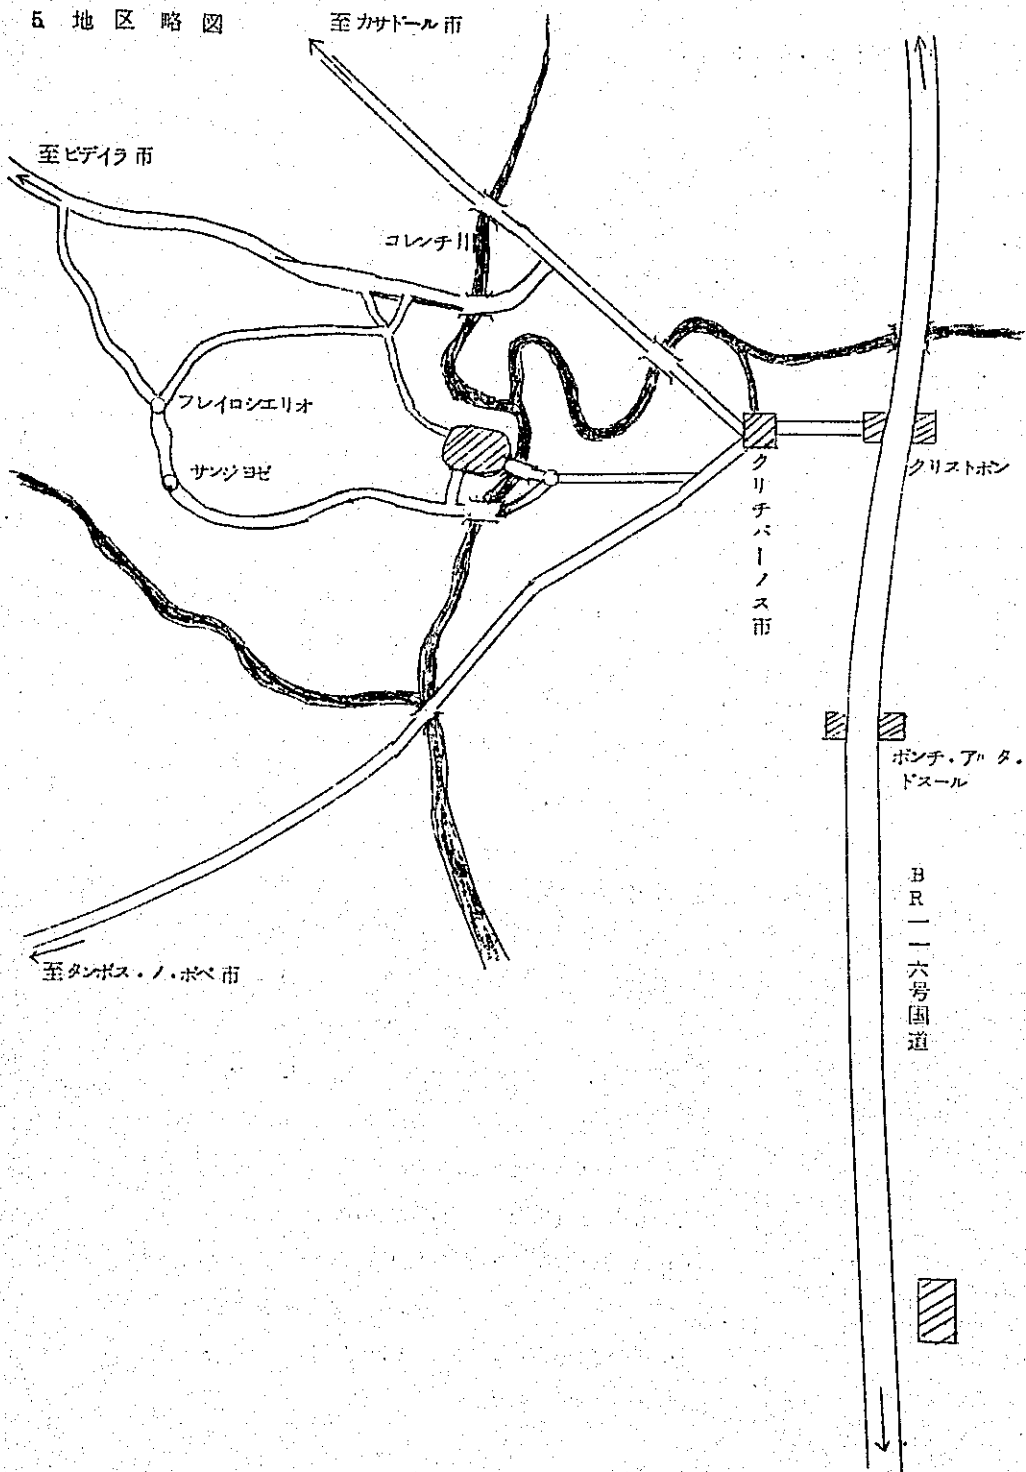 5. 地区略図
至カサドール市
至ビデイラ市
コレンチ川
フレイロジエリオ
サンジョゼ
クリストボン
クリチバーノス市
ポンチ・アルタ・
ドスール
BR一一六号国道
至タンポス・ノ・ボベ市